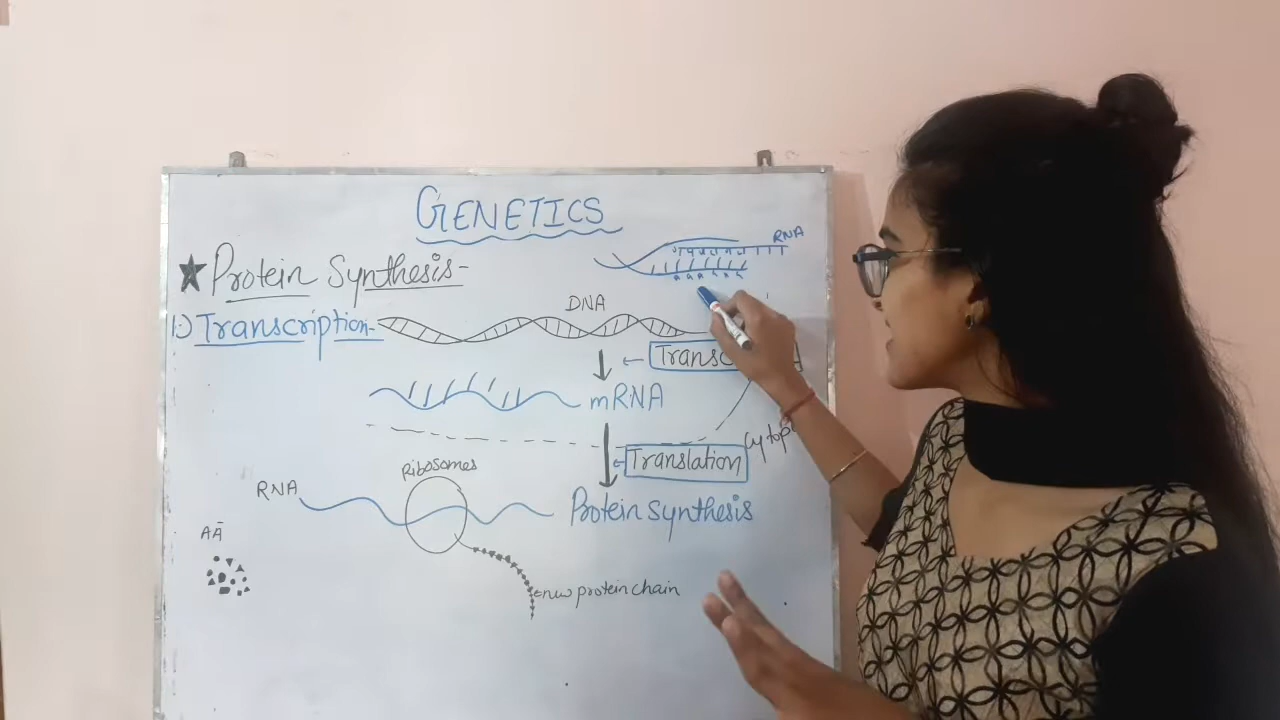 GENETICS
RNA
★ Protein Synthesis-
DNA
1.) Transcription-
mRNA
Ribosomes
Translation
RNA
Protein synthesis
AA
new protein chain